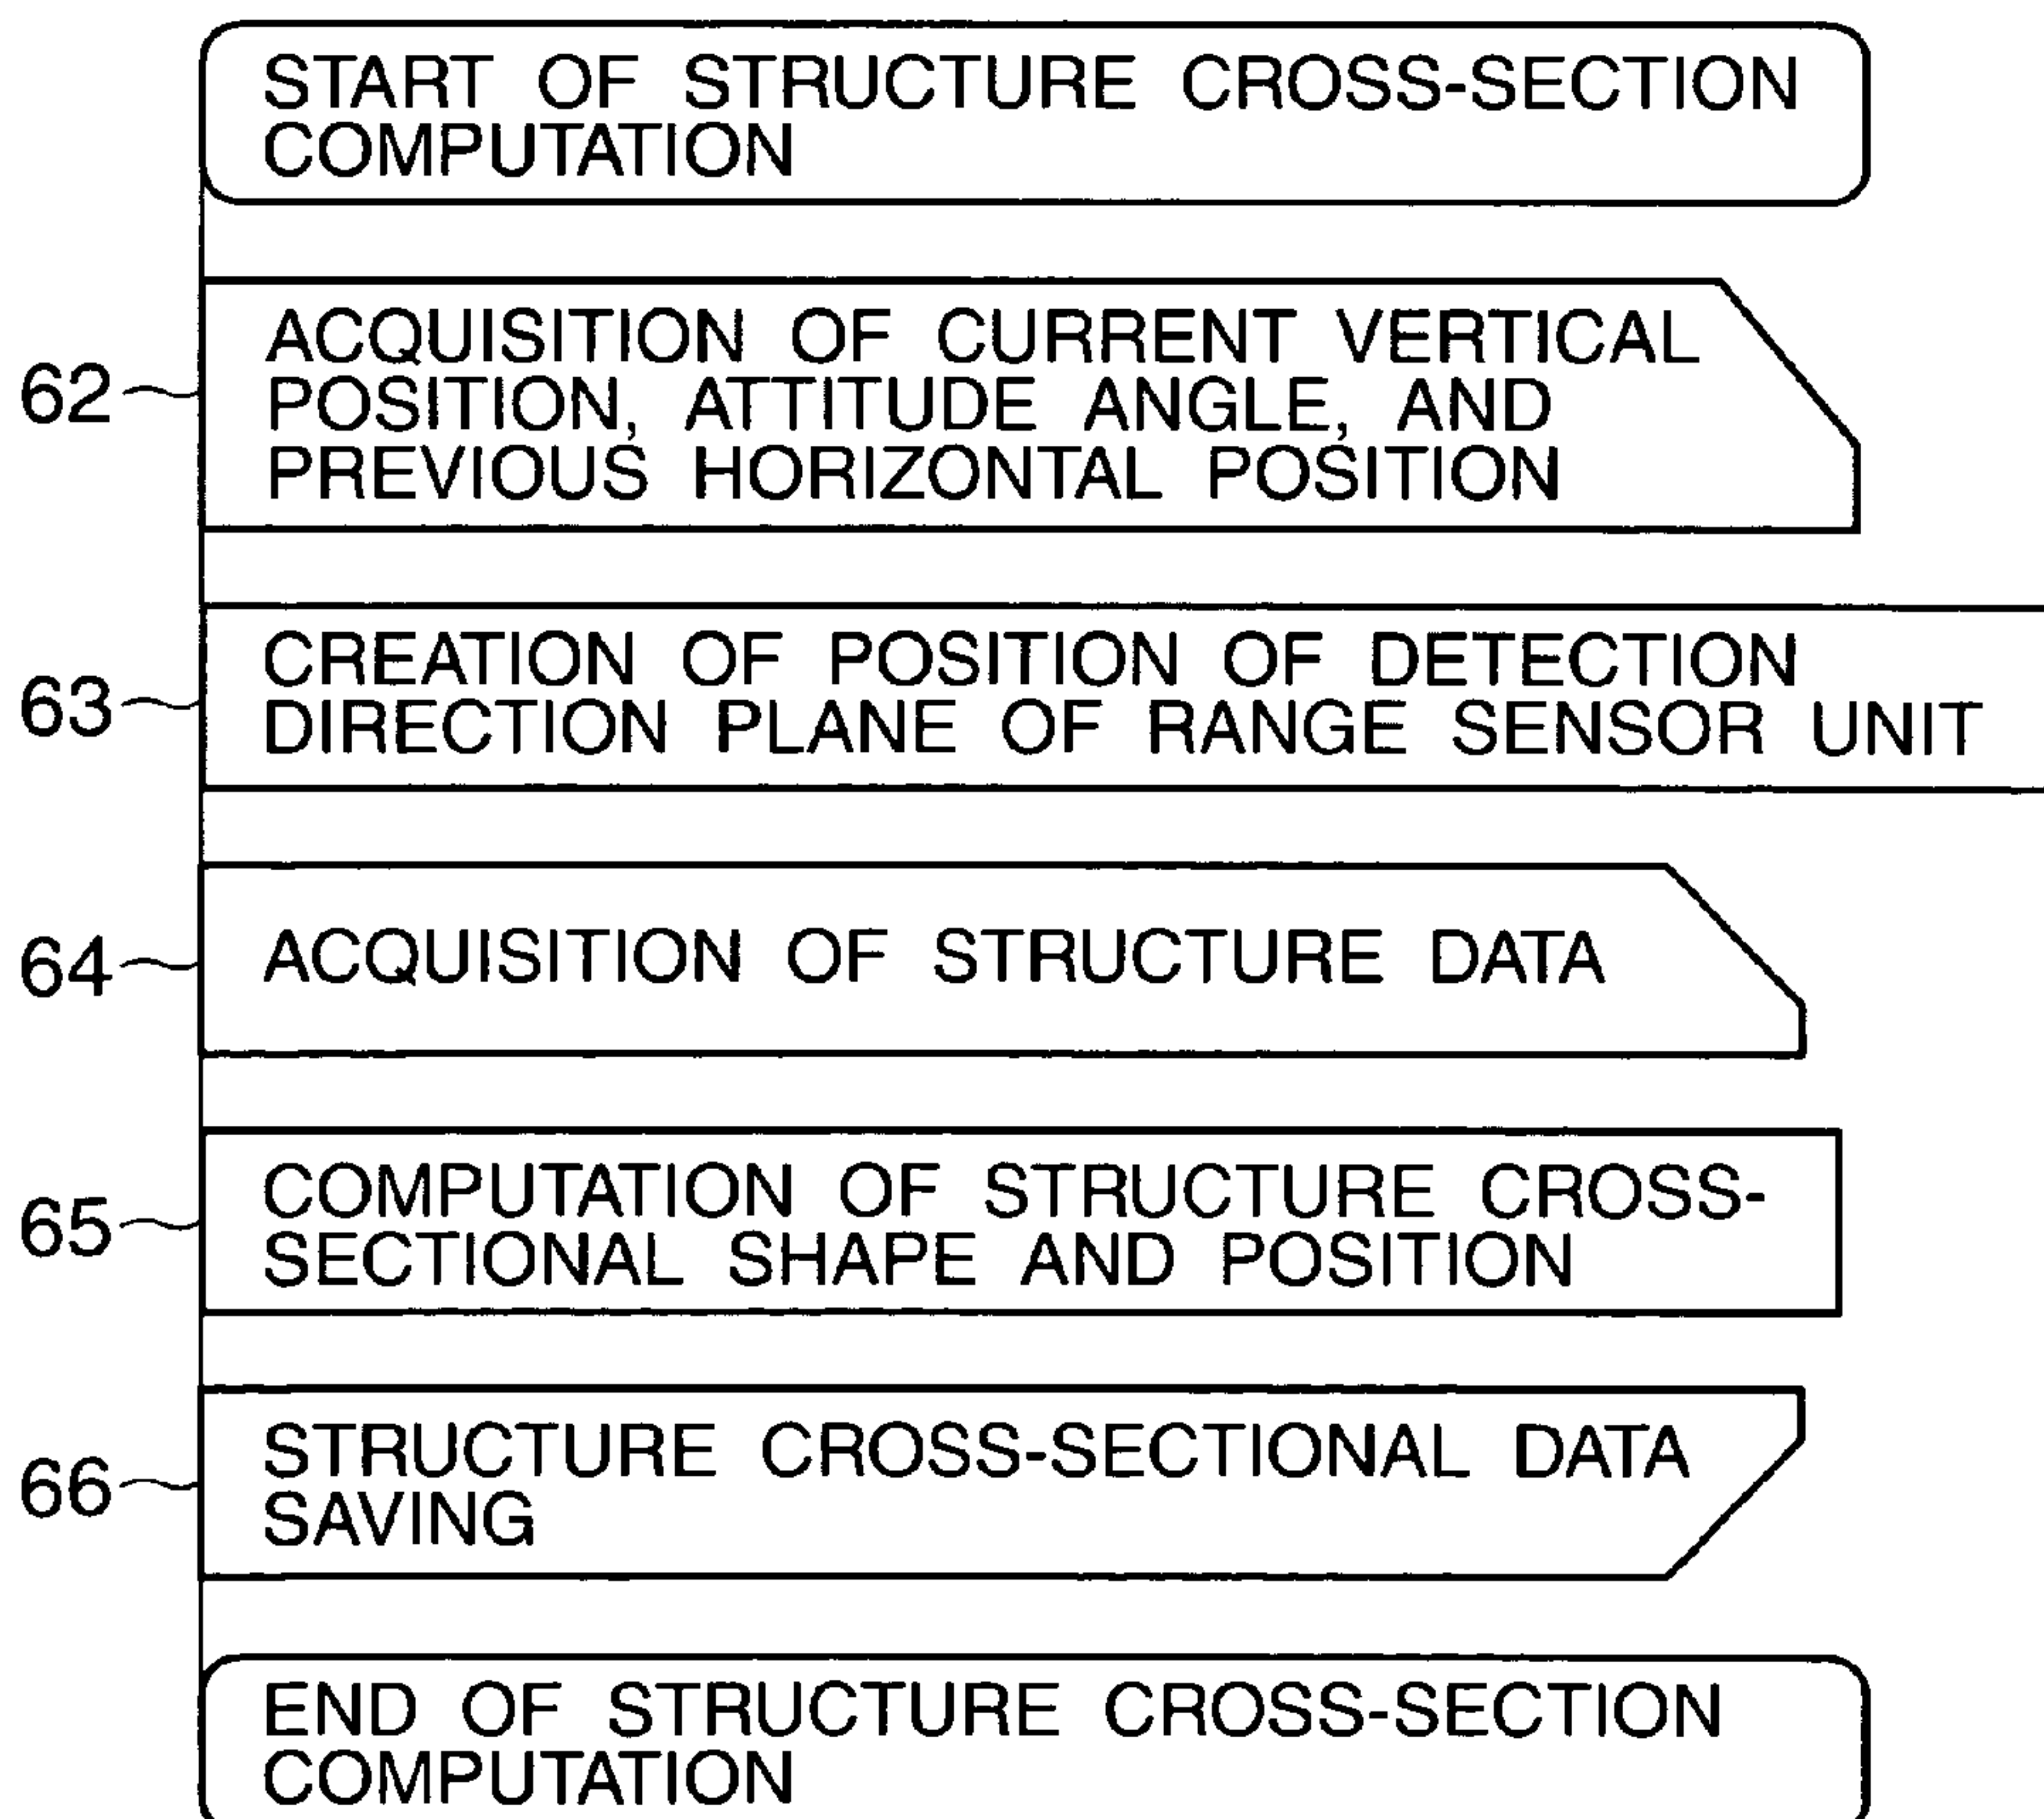 START OF STRUCTURE CROSS-SECTION
COMPUTATION
62
ACQUISITION OF CURRENT VERTICAL
POSITION, ATTITUDE ANGLE, AND
PREVIOUS HORIZONTAL POSITION
63
CREATION OF POSITION OF DETECTION
DIRECTION PLANE OF RANGE SENSOR UNIT
64
ACQUISITION OF STRUCTURE DATA
65
COMPUTATION OF STRUCTURE CROSS-
SECTIONAL SHAPE AND POSITION
66
STRUCTURE CROSS-SECTIONAL DATA
SAVING
END OF STRUCTURE CROSS-SECTION
COMPUTATION